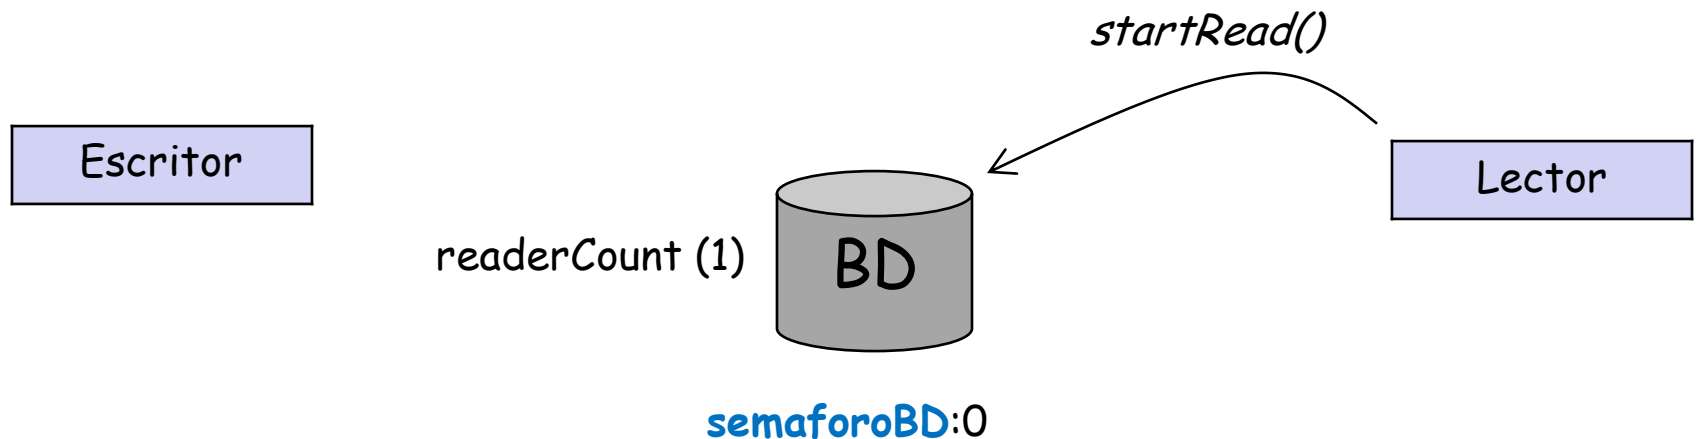 startRead()
Escritor
Lector
readerCount (1)
BD
semaforoBD:0